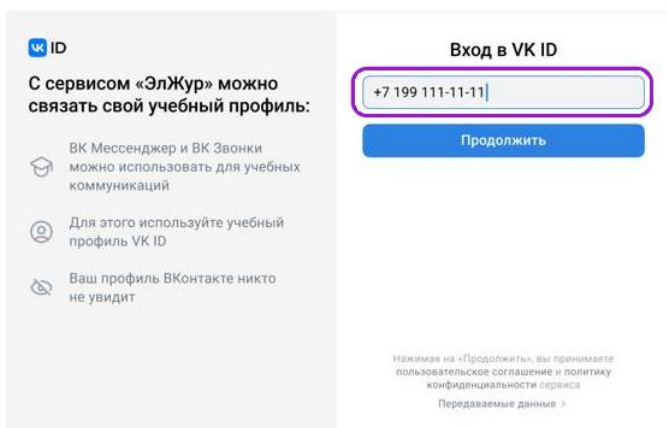 VK ID
С сервисом «ЭлЖур» можно
связать свой учебный профиль:
ВК Мессенджер и ВК Звонки
можно использовать для учебных
коммуникаций
Для этого используйте учебный
профиль VK ID
Ваш профиль ВКонтакте никто
не увидит
Вход в VK ID
+7 199 111-11-11
Продолжить
Нажимая на «Продолжить», вы принимаете
пользовательское соглашение и политику
конфиденциальности сервиса
Передаваемые данные >